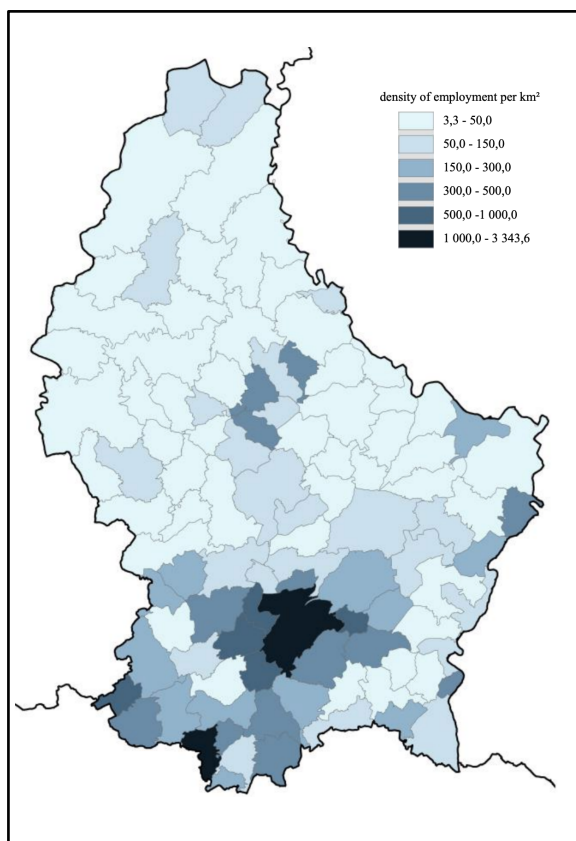 density of employment per km²
3,3 - 50,0
50,0 - 150,0
150,0 - 300,0
300,0 - 500,0
500,0 -1 000,0
1 000,0 - 3 343,6